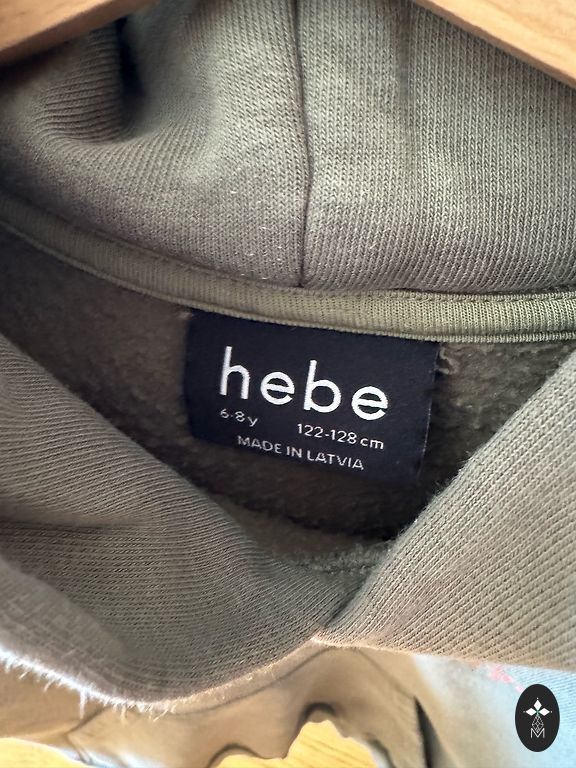 hebe
6-8y 122-128 cm
MADE IN LATVIA
M